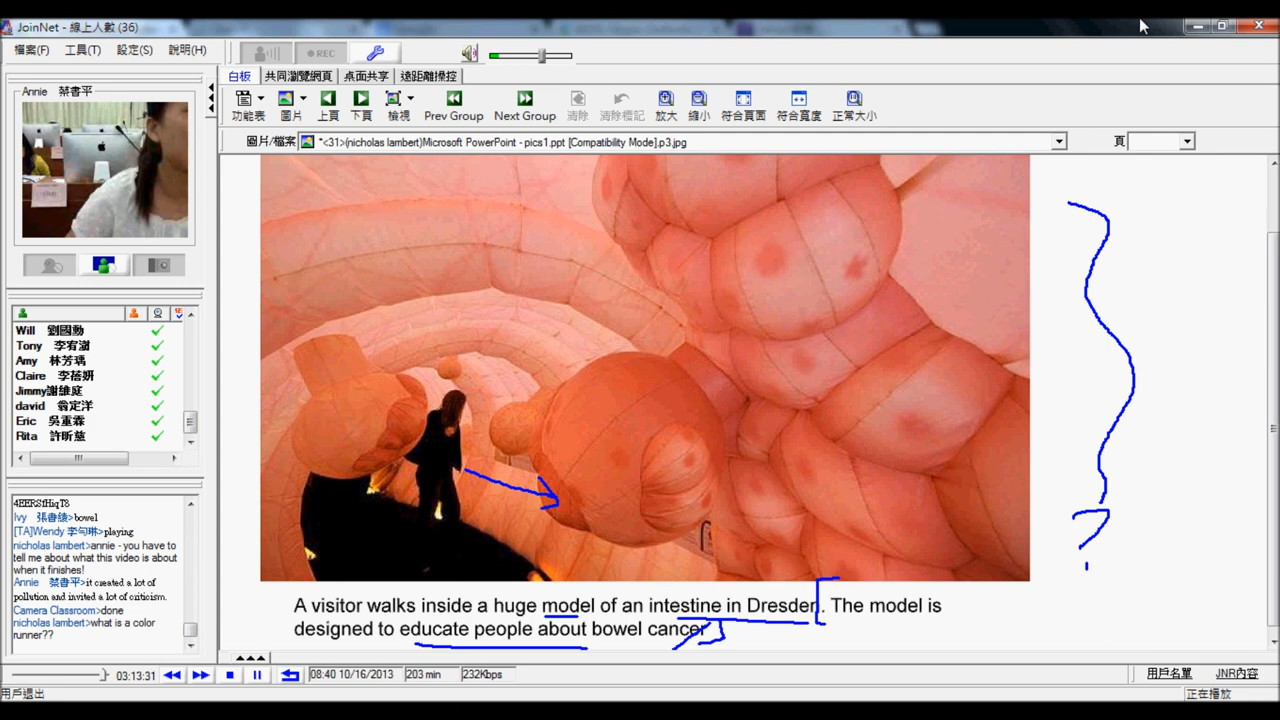 JoinNet - 線上人數 (36)
檔案(F) 工具(T) 設定(S) 說明(H)
REC
Annie 蔡書平
白板 共同瀏覽網頁 桌面共享 遠距離操控
功能表 圖片 上頁 下頁 檢視 Prev Group Next Group 清除 清除標記 放大 縮小 符合頁面 符合寬度 正常大小
圖片/檔案 *<31>(nicholas lambert)Microsoft PowerPoint - pics1.ppt [Compatibility Mode].p3.jpg 頁
Will 劉國勳
Tony 李宥澍
Amy 林芳瑀
Claire 李蓓妍
Jimmy謝維庭
david 翁定洋
Eric 吳重霖
Rita 許昕慈
4EERSfHiqT8
Ivy 張書綾>bowel
[TA]Wendy 李勻琳>playing
nicholas lambert>annie - you have to
tell me about what this video is about
when it finishes!
Annie 蔡書平>it created a lot of
pollution and invited a lot of criticism.
Camera Classroom>done
nicholas lambert>what is a color
runner??
A visitor walks inside a huge model of an intestine in Dresden. The model is
designed to educate people about bowel cancer
?
03:13:31 08:40 10/16/2013 203 min 232Kbps 用戶名單 JNR內容
用戶退出 正在播放